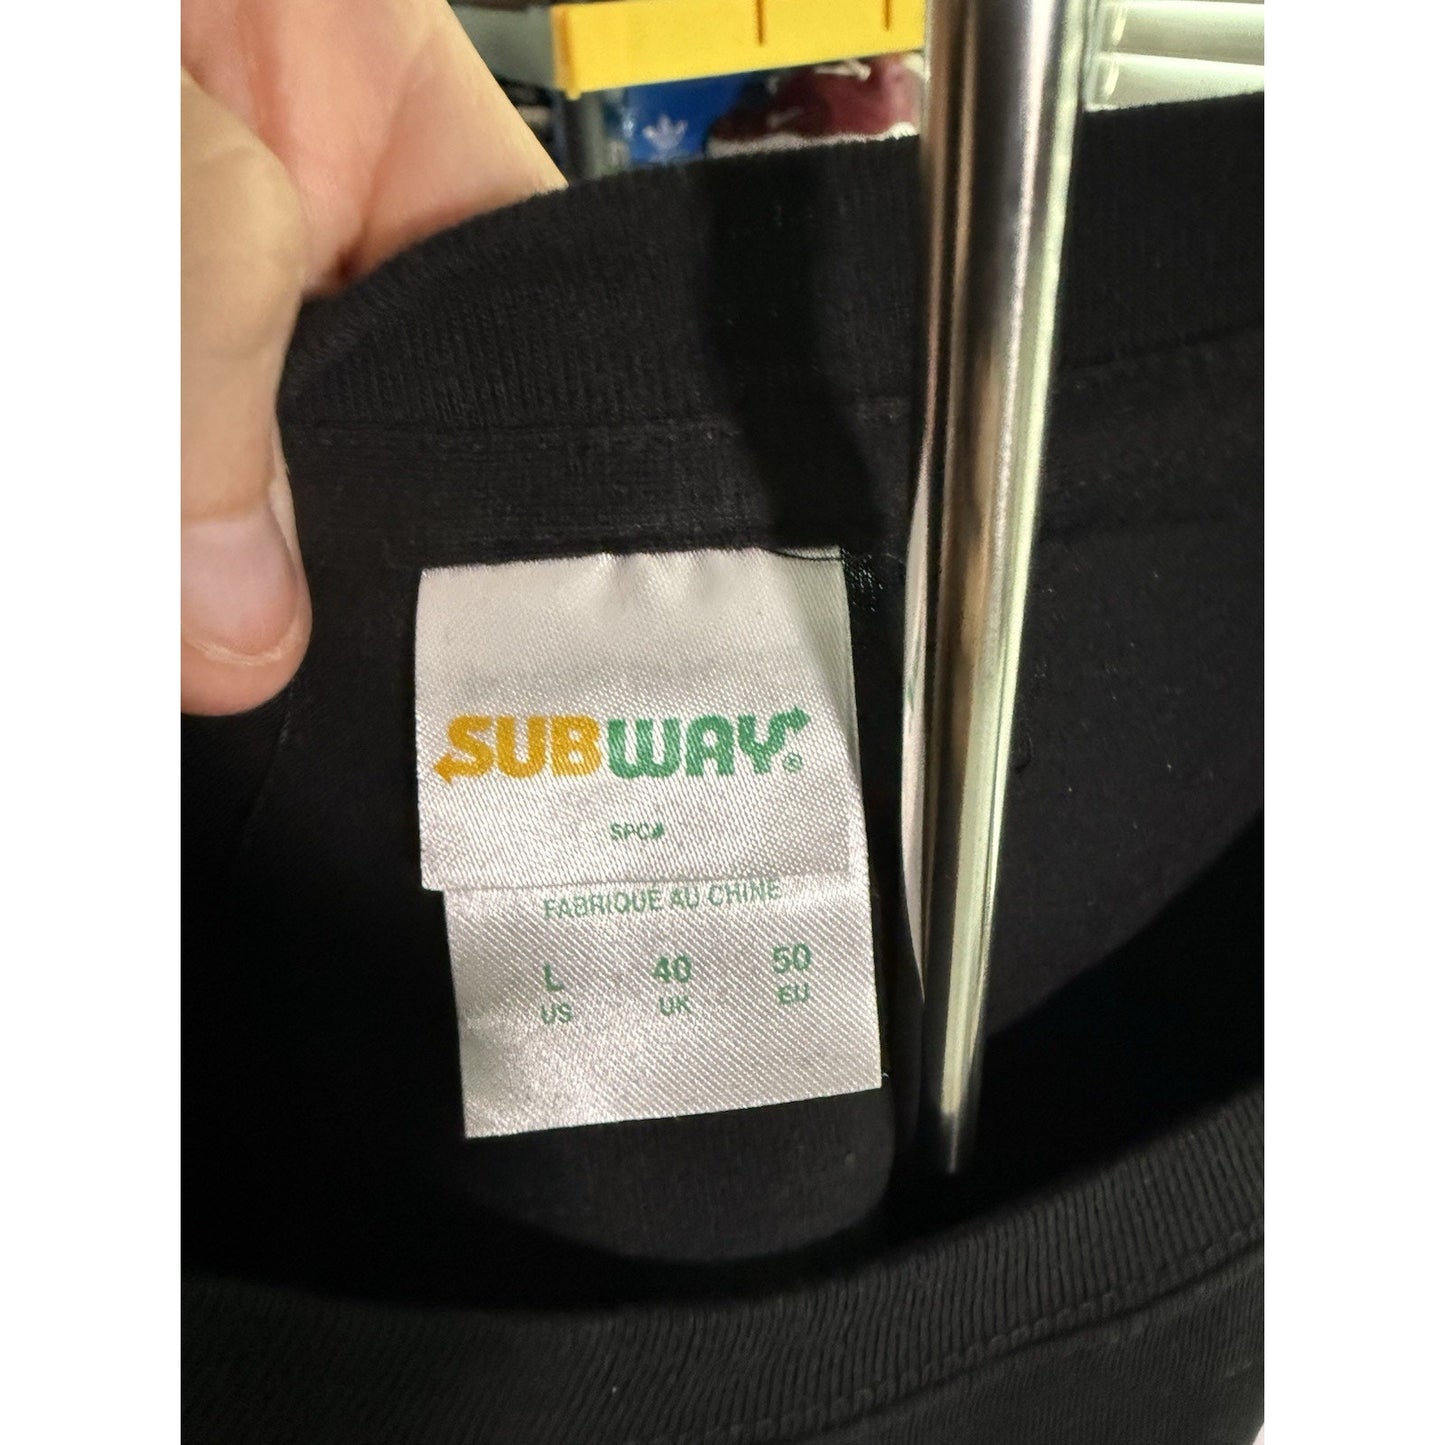 SUBWAY®
SPC#
FABRIQUE AU CHINE
L 40 50
US UK EU